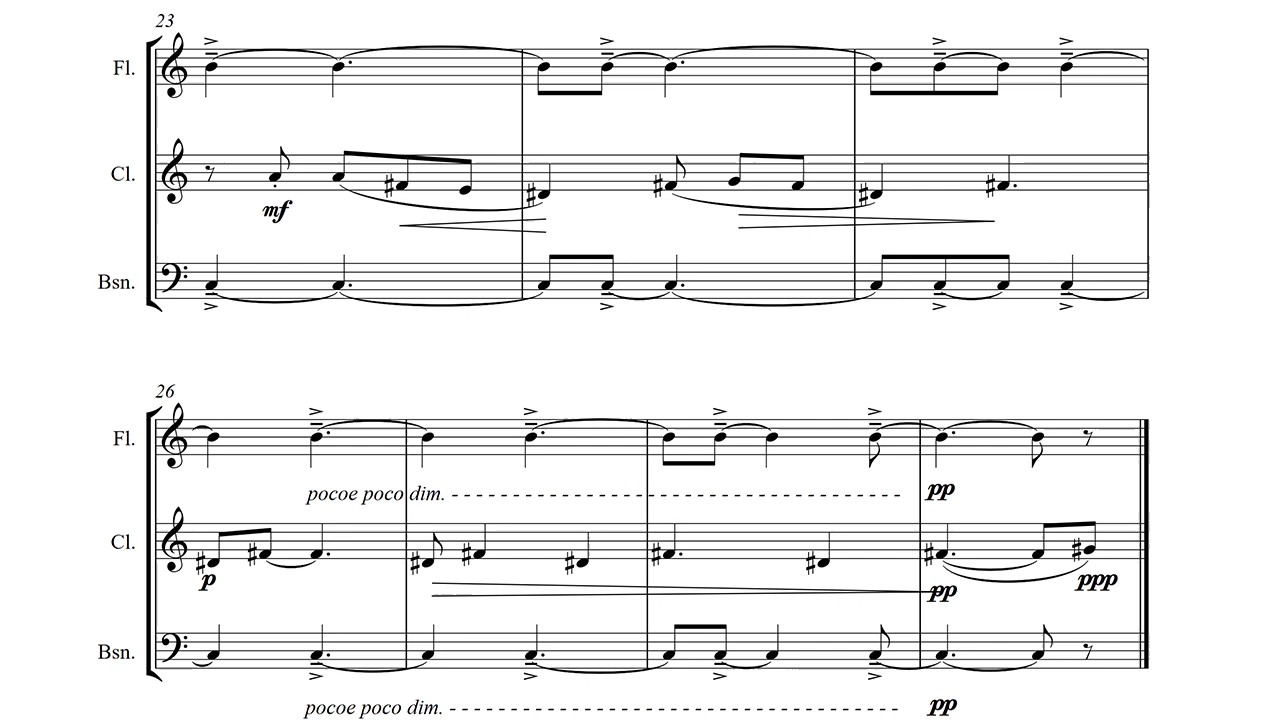 23
Fl.
Cl.
mf
Bsn.
26
Fl.
pocoe poco dim.
pp
Cl.
p
pp
ppp
Bsn.
pocoe poco dim.
pp